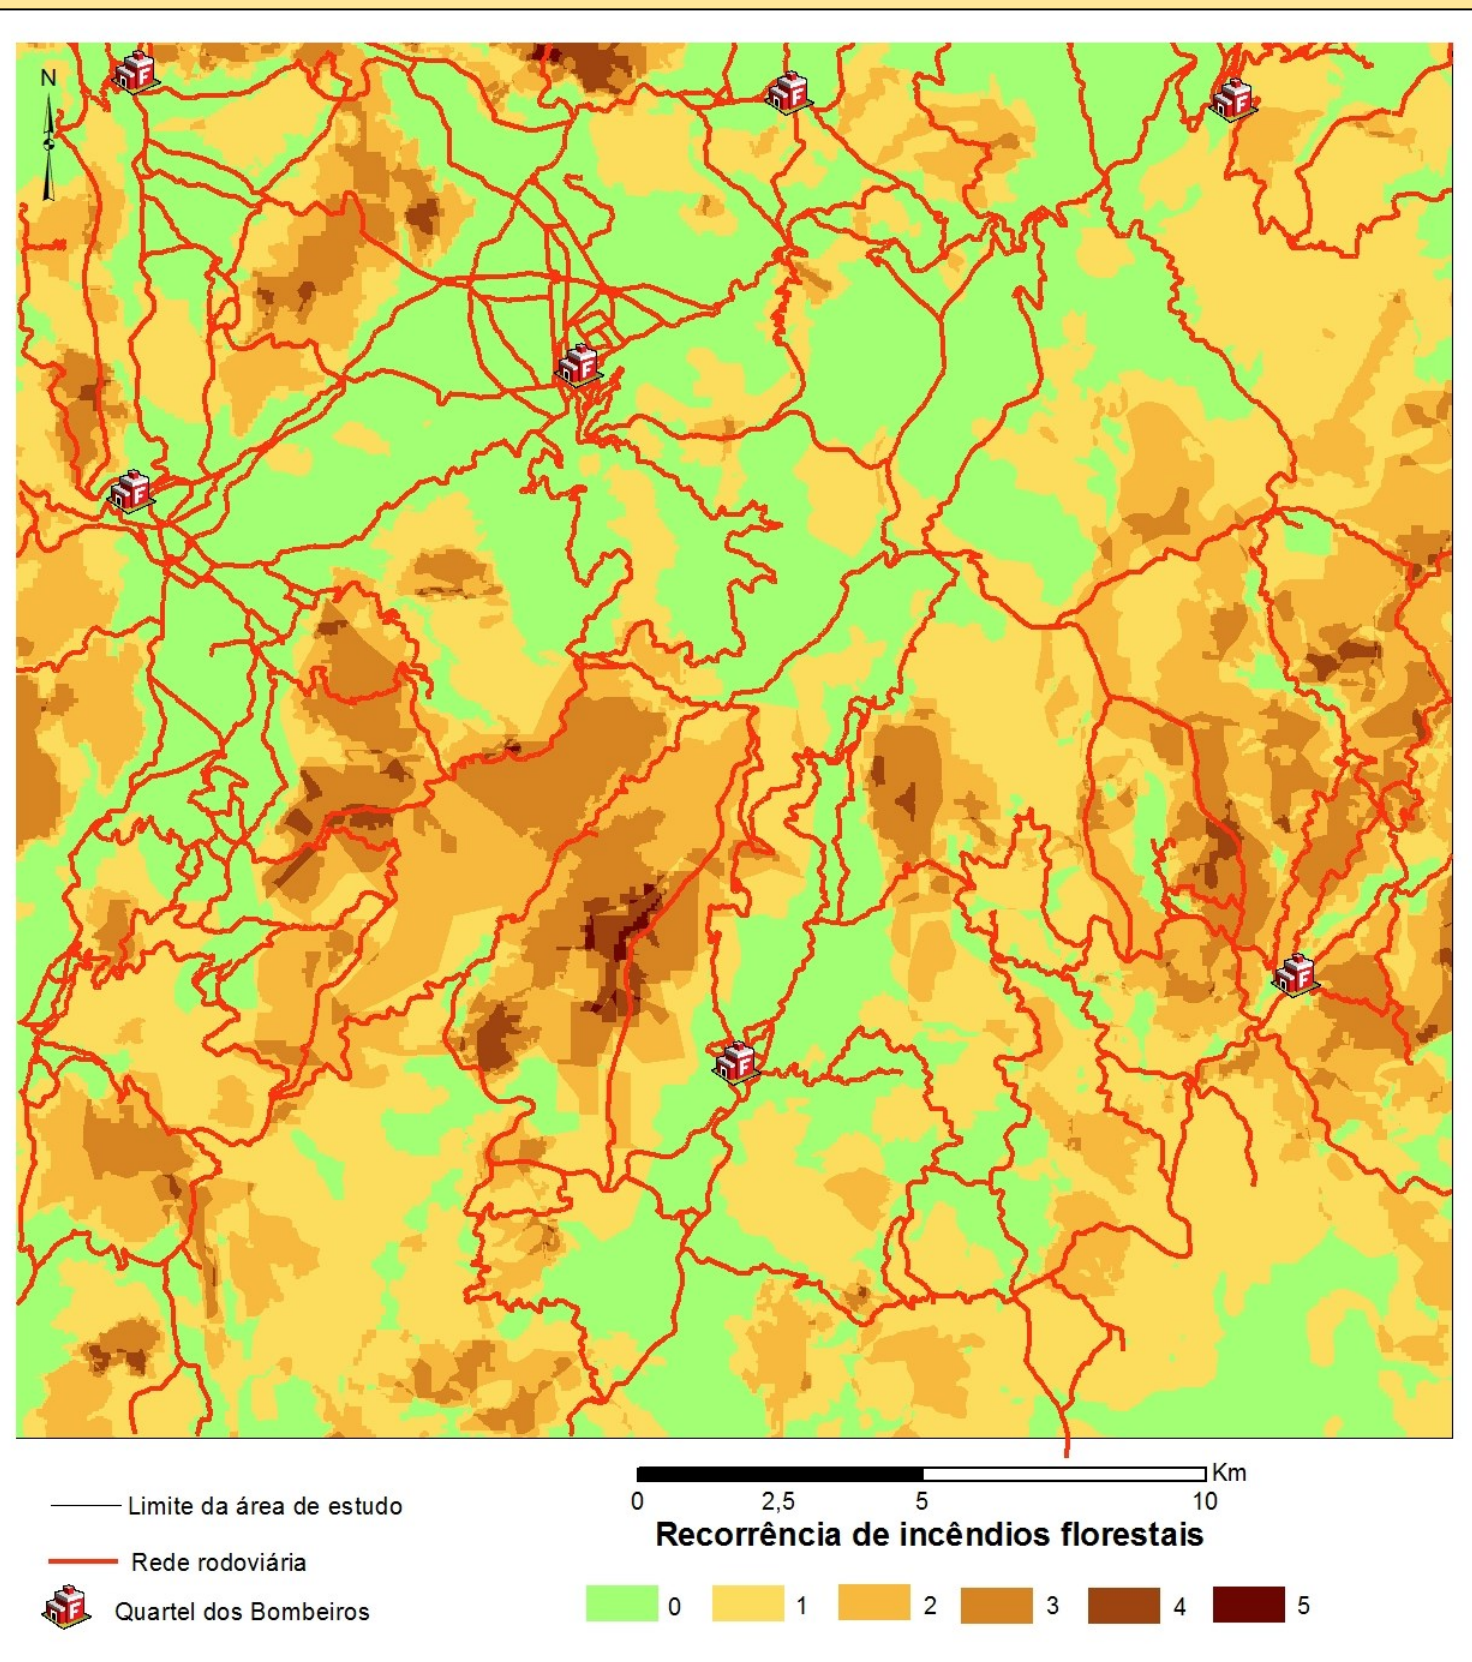 N
Km
0 2,5 5 10
Limite da área de estudo
Recorrência de incêndios florestais
Rede rodoviária
Quartel dos Bombeiros
0 1 2 3 4 5